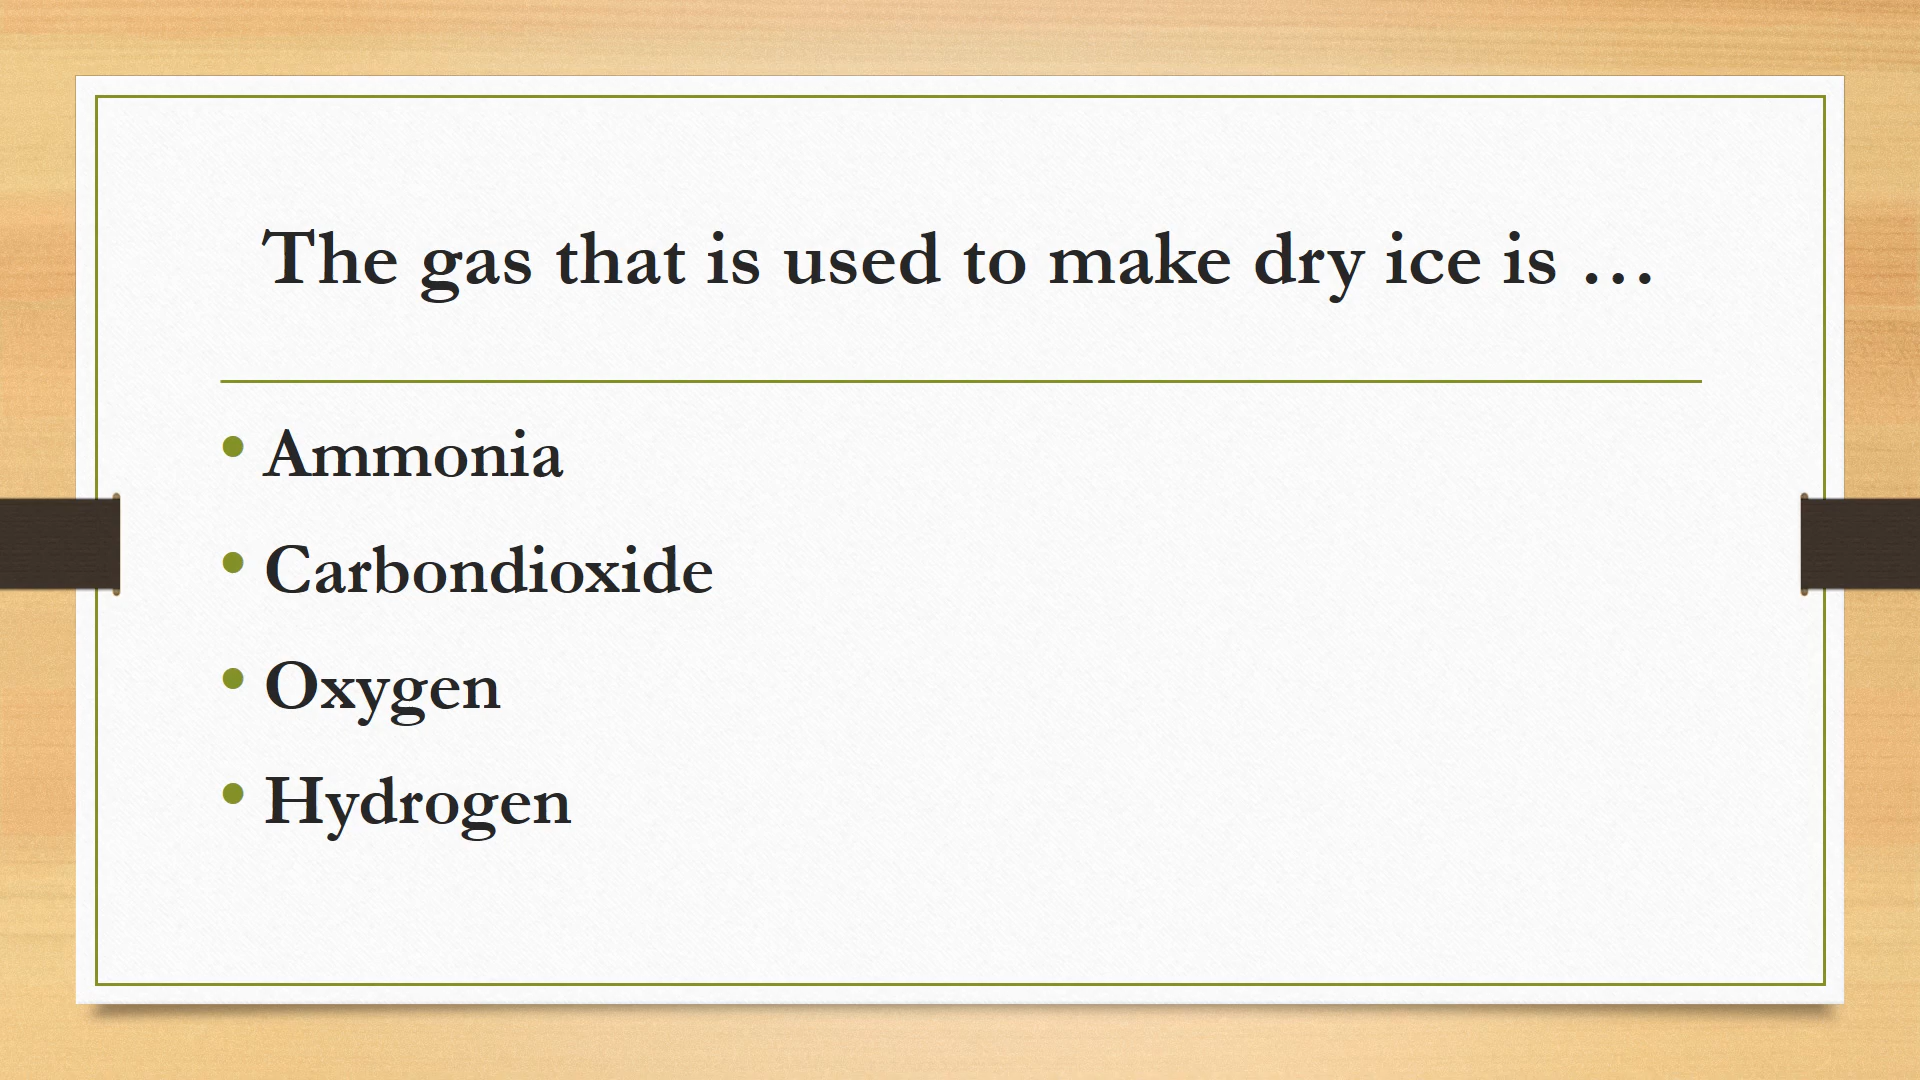 The gas that is used to make dry ice is …
• Ammonia
• Carbondioxide
• Oxygen
• Hydrogen